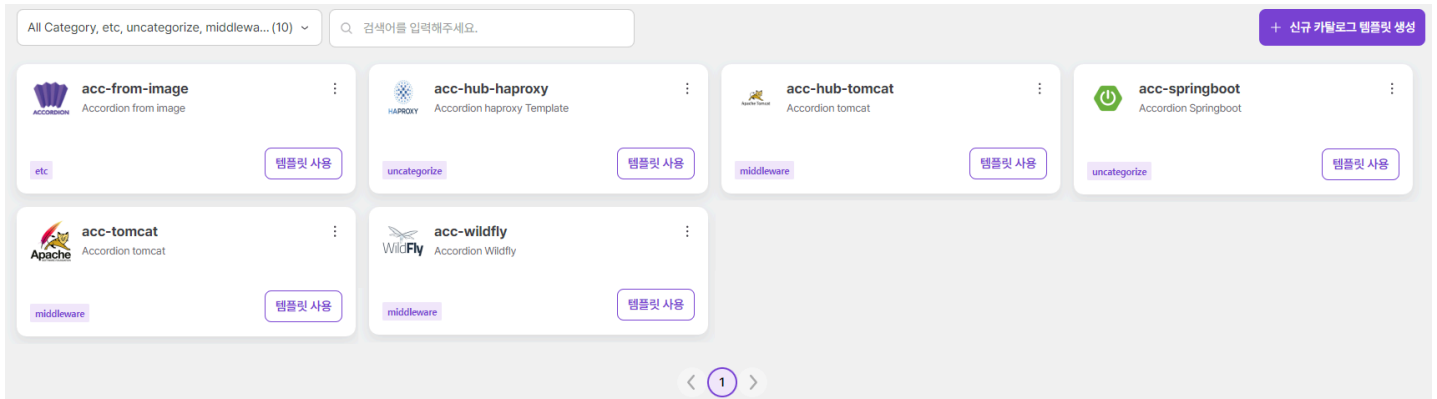 All Category, etc, uncategorize, middlewa... (10)
검색어를 입력해주세요.
+ 신규 카탈로그 템플릿 생성
ACCORDION
acc-from-image
Accordion from image
etc
템플릿 사용
HAPROXY
acc-hub-haproxy
Accordion haproxy Template
uncategorize
템플릿 사용
Apache Tomcat
acc-hub-tomcat
Accordion tomcat
middleware
템플릿 사용
acc-springboot
Accordion Springboot
uncategorize
템플릿 사용
Apache
acc-tomcat
Accordion tomcat
middleware
템플릿 사용
WildFly
acc-wildfly
Accordion Wildfly
middleware
템플릿 사용
1